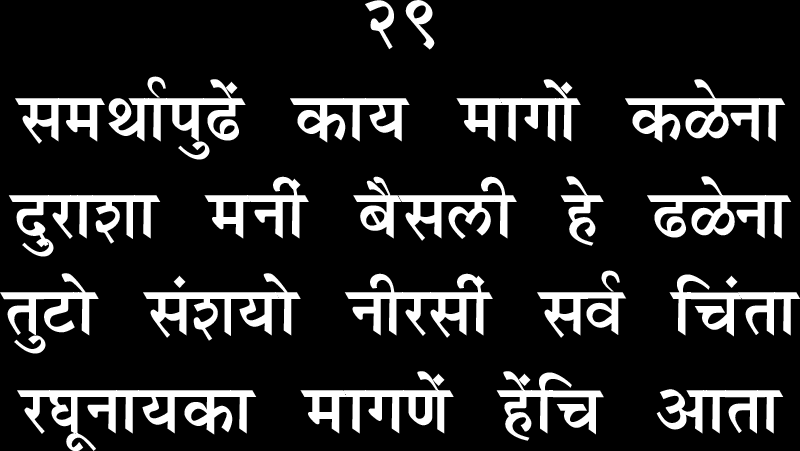 २९
समर्थापुढें काय मागों कळेना
दुराशा मनीं बैसली हे ढळेना
तुटो संशयो नीरसीं सर्व चिंता
रघूनायका मागणें हेंचि आता